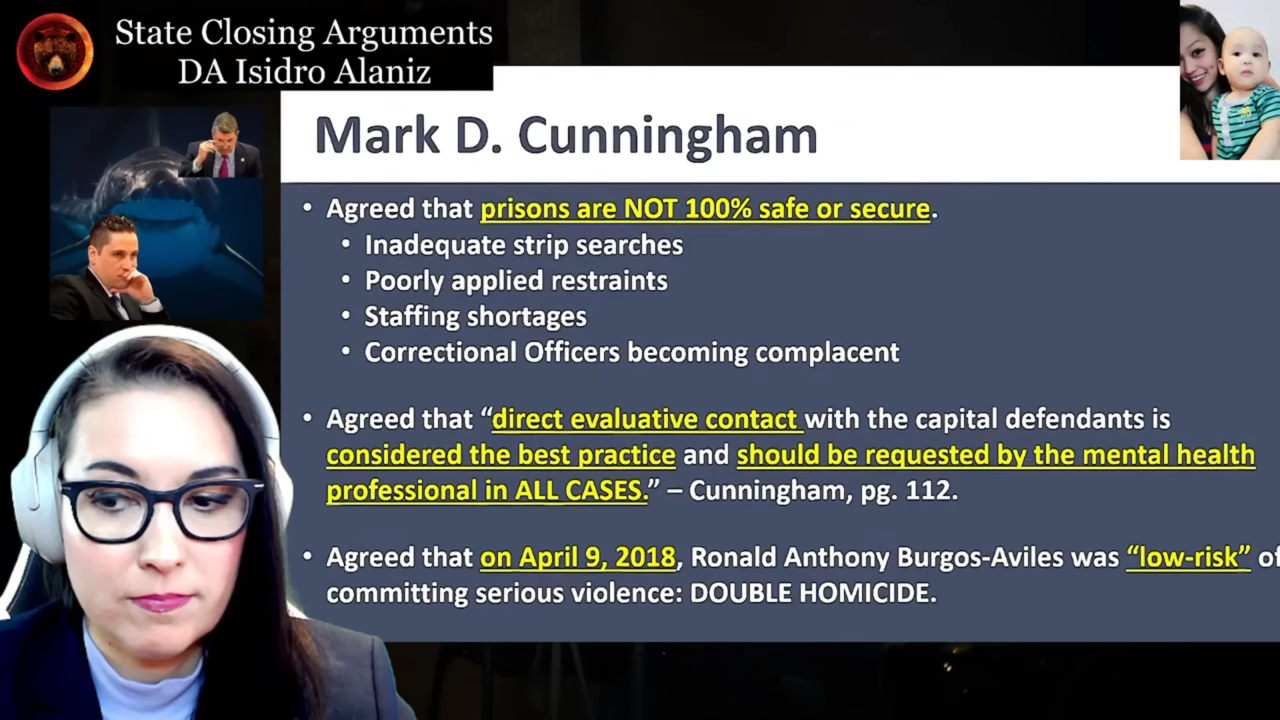 State Closing Arguments
DA Isidro Alaniz
Mark D. Cunningham
• Agreed that prisons are NOT 100% safe or secure.
• Inadequate strip searches
• Poorly applied restraints
• Staffing shortages
• Correctional Officers becoming complacent
• Agreed that “direct evaluative contact with the capital defendants is
considered the best practice and should be requested by the mental health
professional in ALL CASES.” – Cunningham, pg. 112.
• Agreed that on April 9, 2018, Ronald Anthony Burgos-Aviles was “low-risk” of
committing serious violence: DOUBLE HOMICIDE.